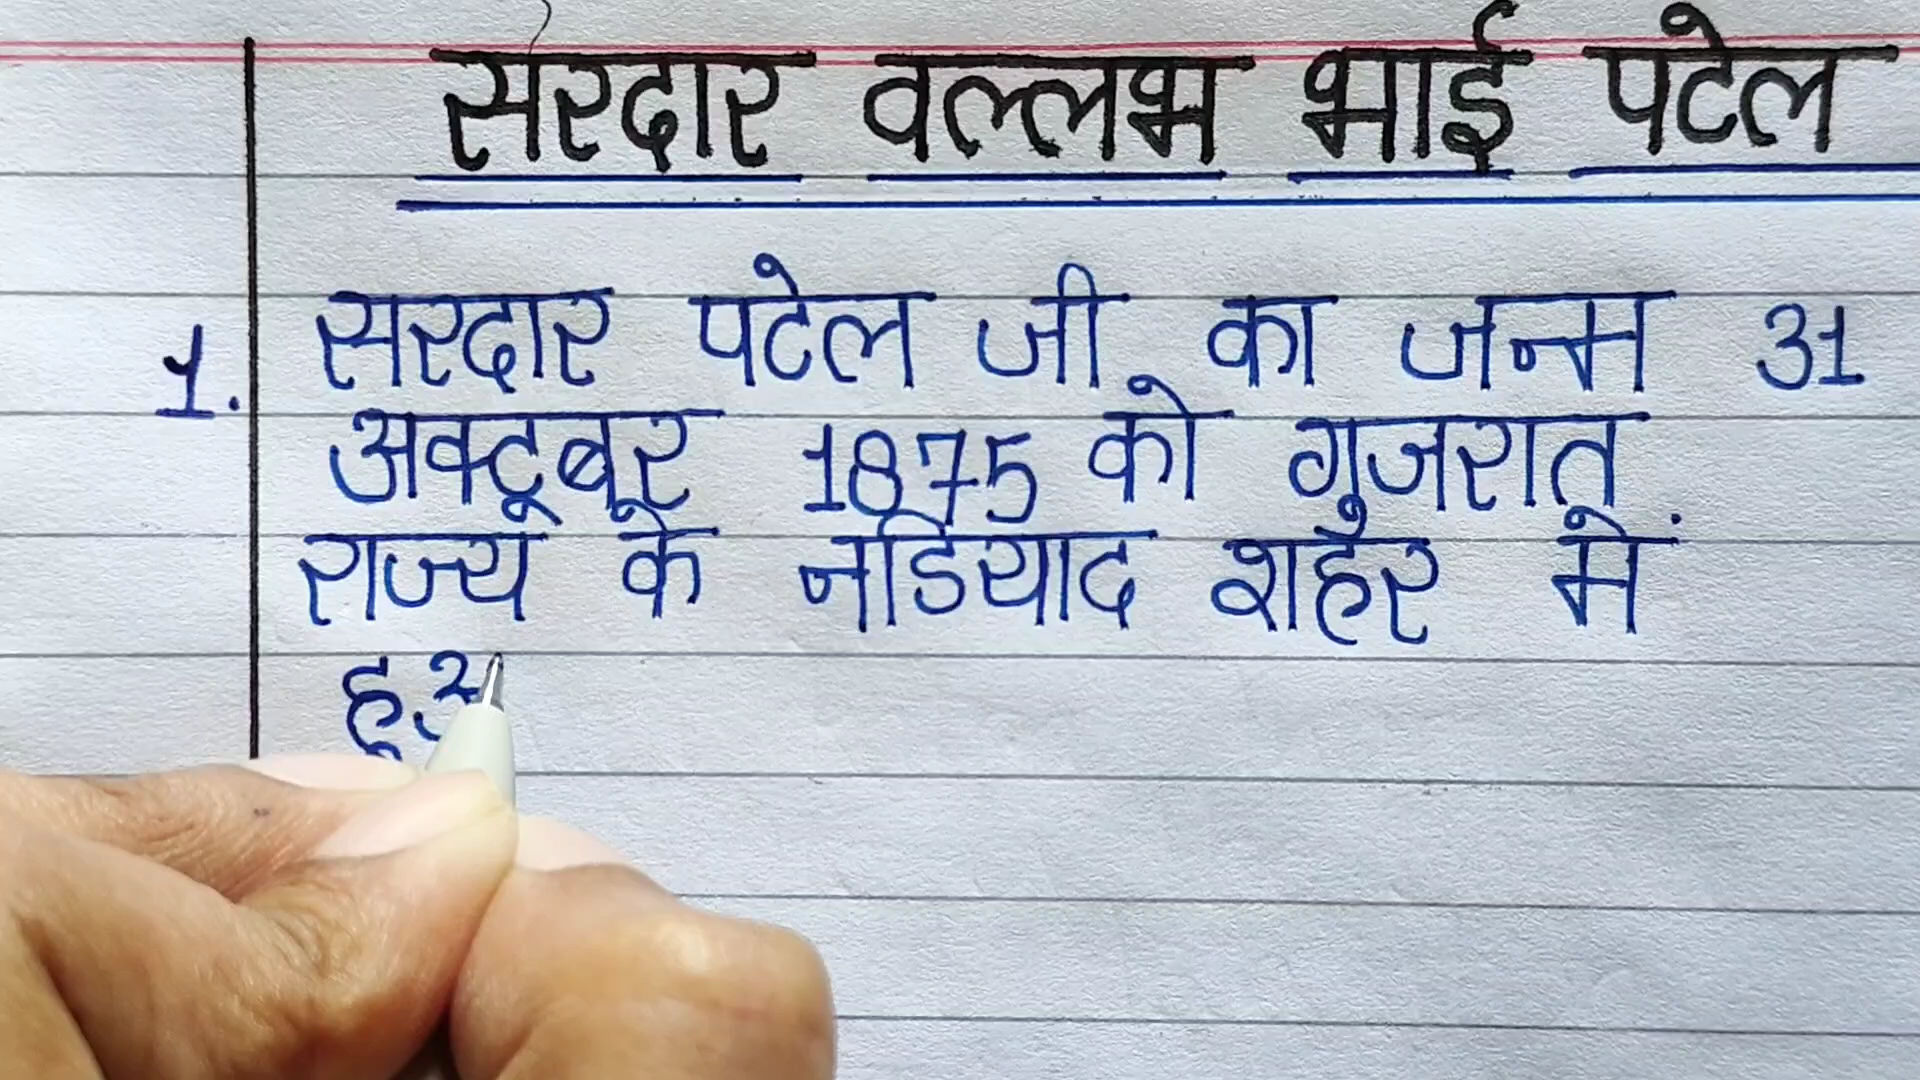 सरदार वल्लभ भाई पटेल
1. सरदार पटेल जी का जन्म 31
अक्टूबर 1875 को गुजरात
राज्य के नडियाद शहर में
हुअ